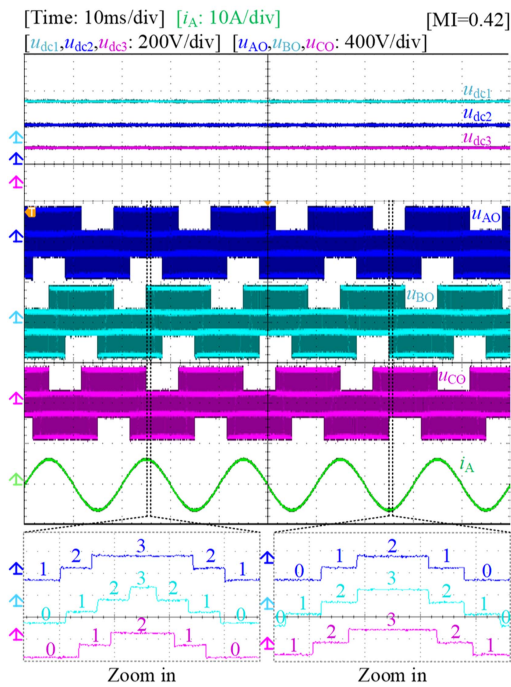 [Time: 10ms/div] [iA: 10A/div] [MI=0.42]
[udc1,udc2,udc3: 200V/div] [uAO,uBO,uCO: 400V/div]
udc1
udc2
udc3
T
uAO
uBO
uCO
iA
1 2 3 2 1
0 1 2 3 2 1 0
0 1 2 1 0
0 1 2 1 0
0 1 2 3 2 1 0
1 2 3 2 1
Zoom in Zoom in